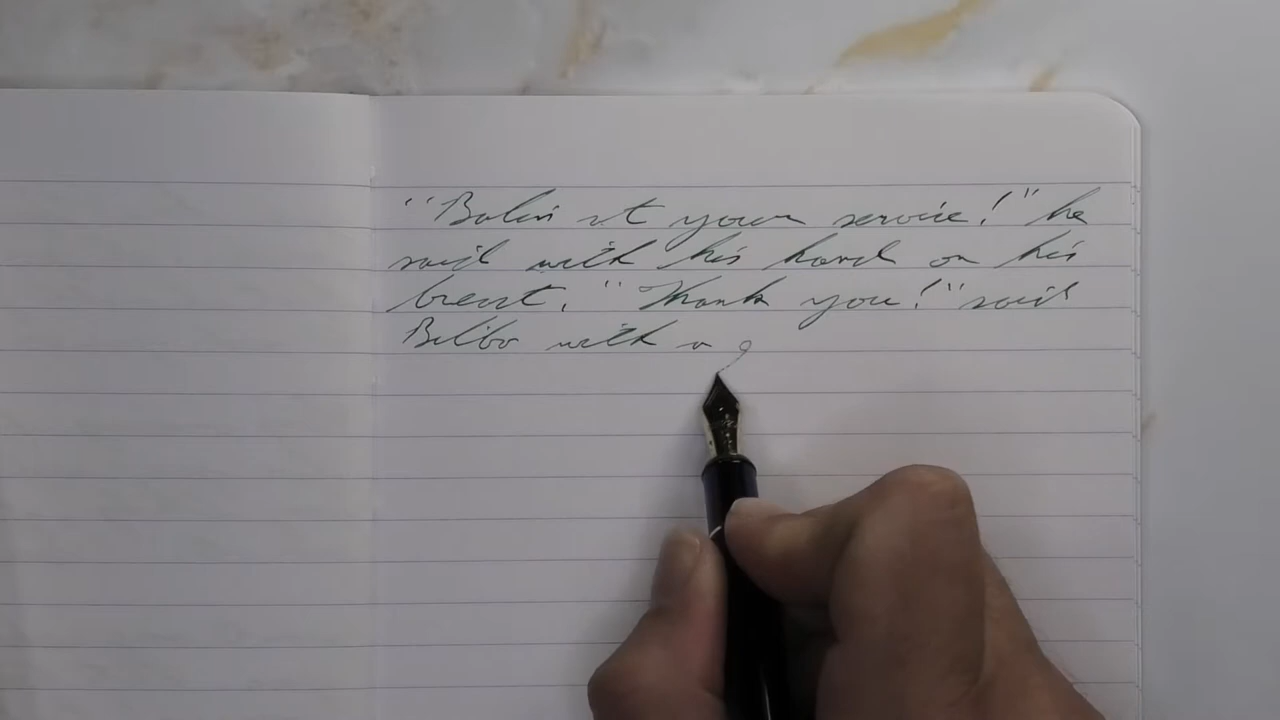 "Balin at your service!" he
said with his hand on his
breast. "Thank you!" said
Bilbo with a g